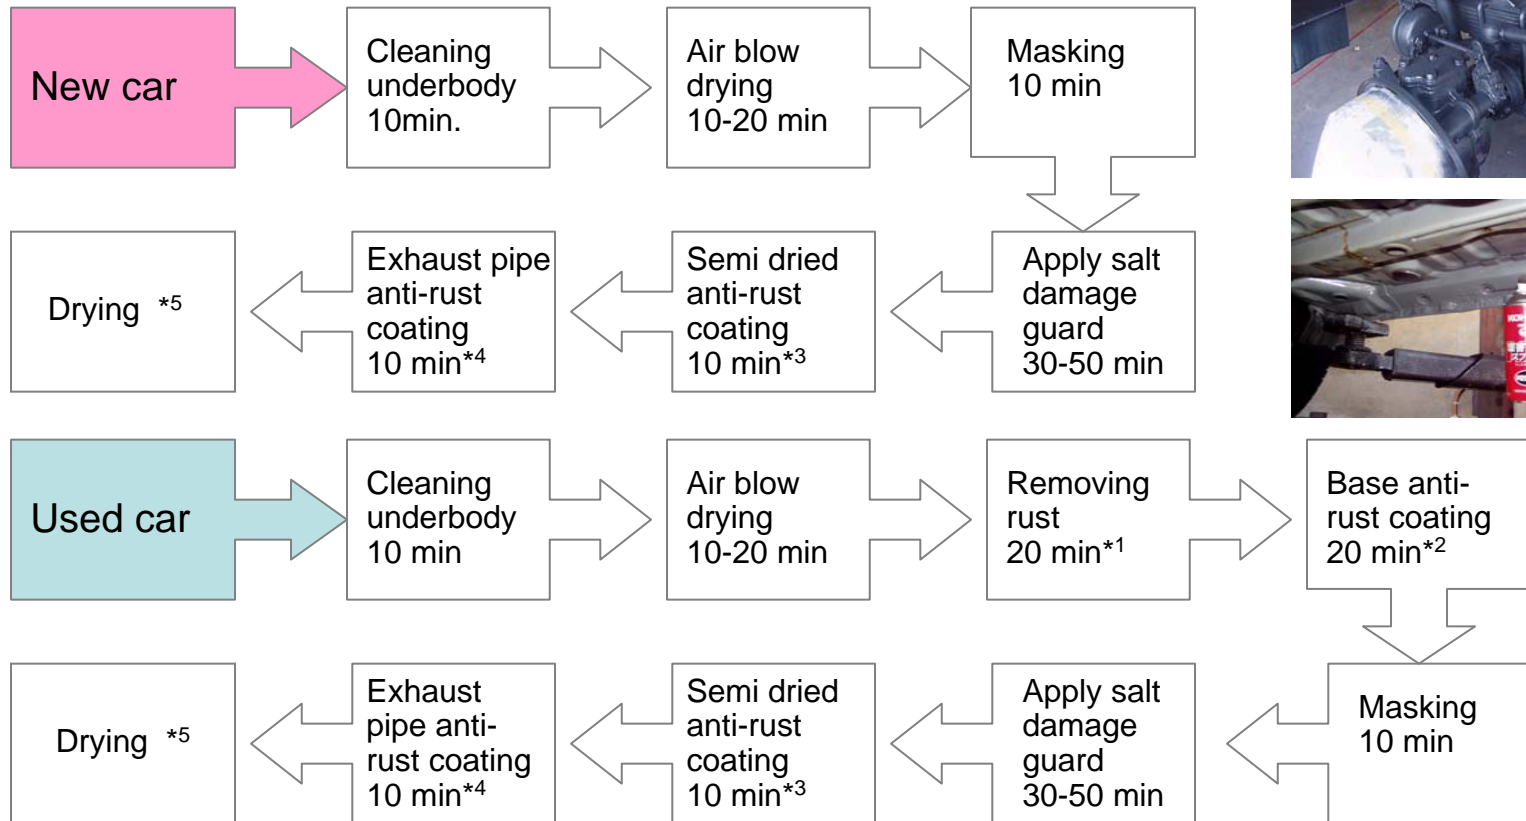 New car
Cleaning
underbody
10min.
Air blow
drying
10-20 min
Masking
10 min
Drying *5
Exhaust pipe
anti-rust
coating
10 min*4
Semi dried
anti-rust
coating
10 min*3
Apply salt
damage
guard
30-50 min
Used car
Cleaning
underbody
10 min
Air blow
drying
10-20 min
Removing
rust
20 min*1
Base anti-
rust coating
20 min*2
Drying *5
Exhaust
pipe anti-
rust coating
10 min*4
Semi dried
anti-rust
coating
10 min*3
Apply salt
damage
guard
30-50 min
Masking
10 min